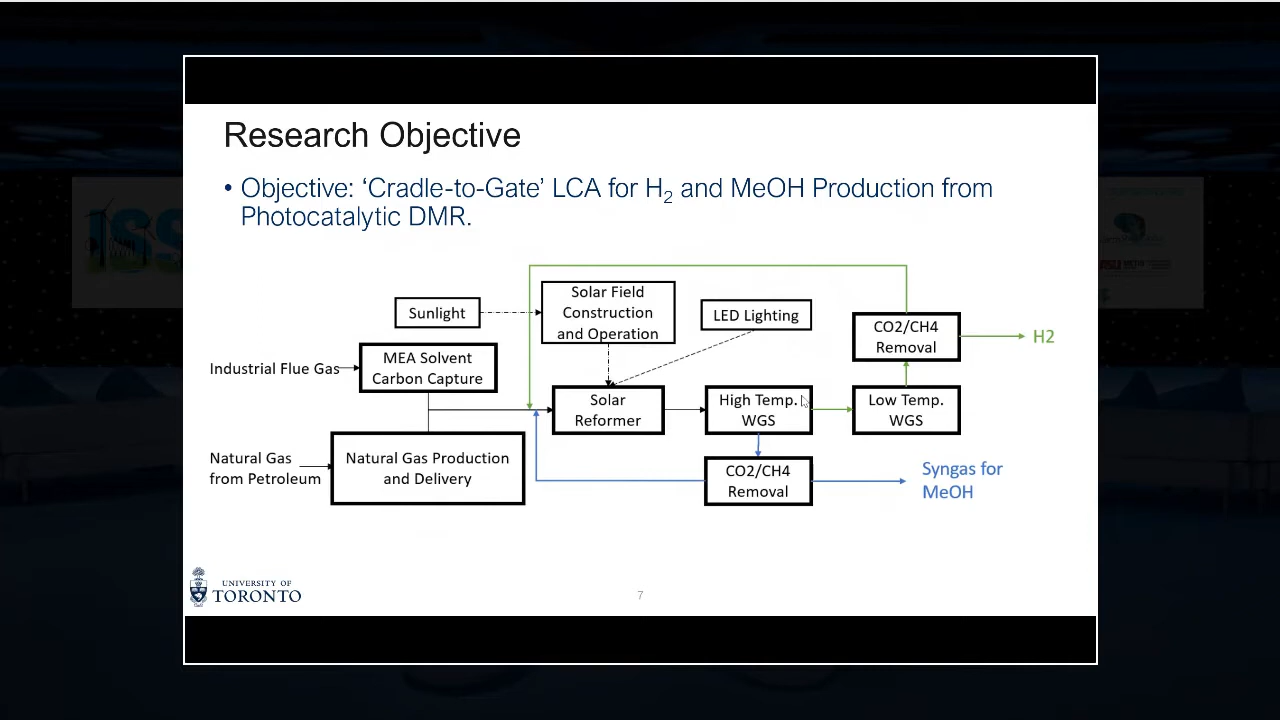 Research Objective
• Objective: ‘Cradle-to-Gate’ LCA for H2 and MeOH Production from
Photocatalytic DMR.
Sunlight
Solar Field
Construction
and Operation
LED Lighting
CO2/CH4
Removal
H2
Industrial Flue Gas
MEA Solvent
Carbon Capture
Solar
Reformer
High Temp.
WGS
Low Temp.
WGS
Natural Gas
from Petroleum
Natural Gas Production
and Delivery
CO2/CH4
Removal
Syngas for
MeOH
UNIVERSITY OF
TORONTO
7